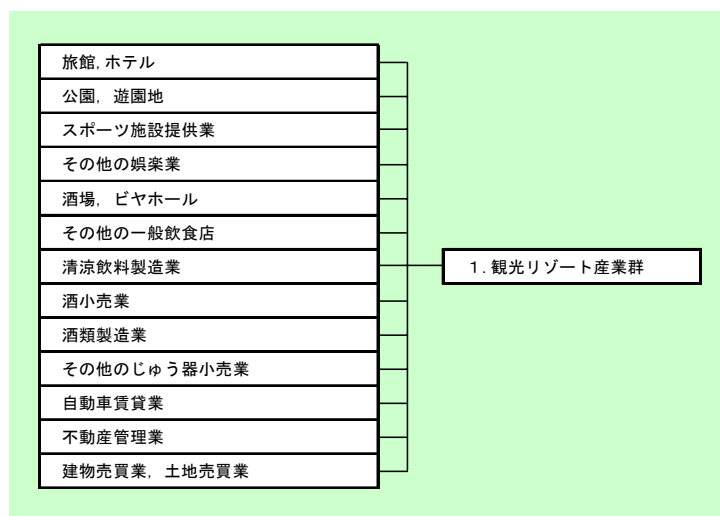 旅館,ホテル
公園，遊園地
スポーツ施設提供業
その他の娯楽業
酒場，ビヤホール
その他の一般飲食店
清涼飲料製造業
1.観光リゾート産業群
酒小売業
酒類製造業
その他のじゅう器小売業
自動車賃貸業
不動産管理業
建物売買業，土地売買業